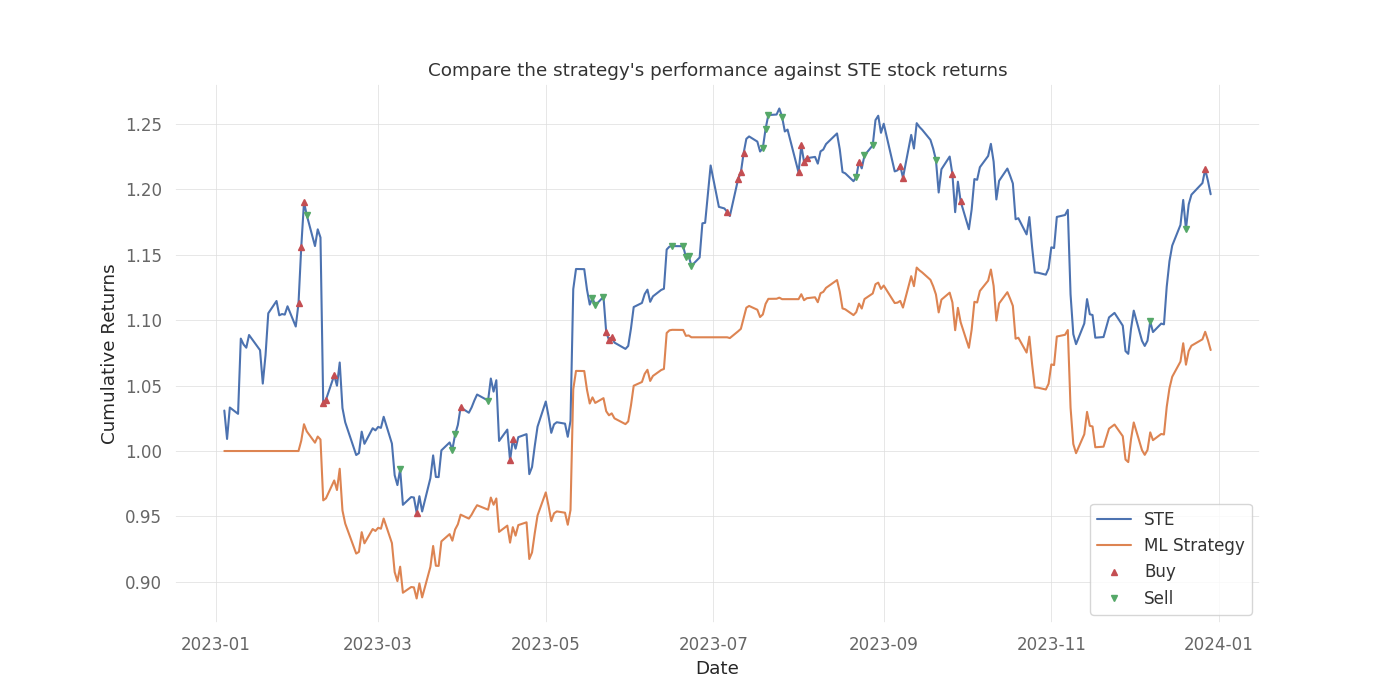 Compare the strategy's performance against STE stock returns
Cumulative Returns
1.25
1.20
1.15
1.10
1.05
1.00
0.95
0.90
STE
ML Strategy
Buy
Sell
2023-01 2023-03 2023-05 2023-07 2023-09 2023-11 2024-01
Date